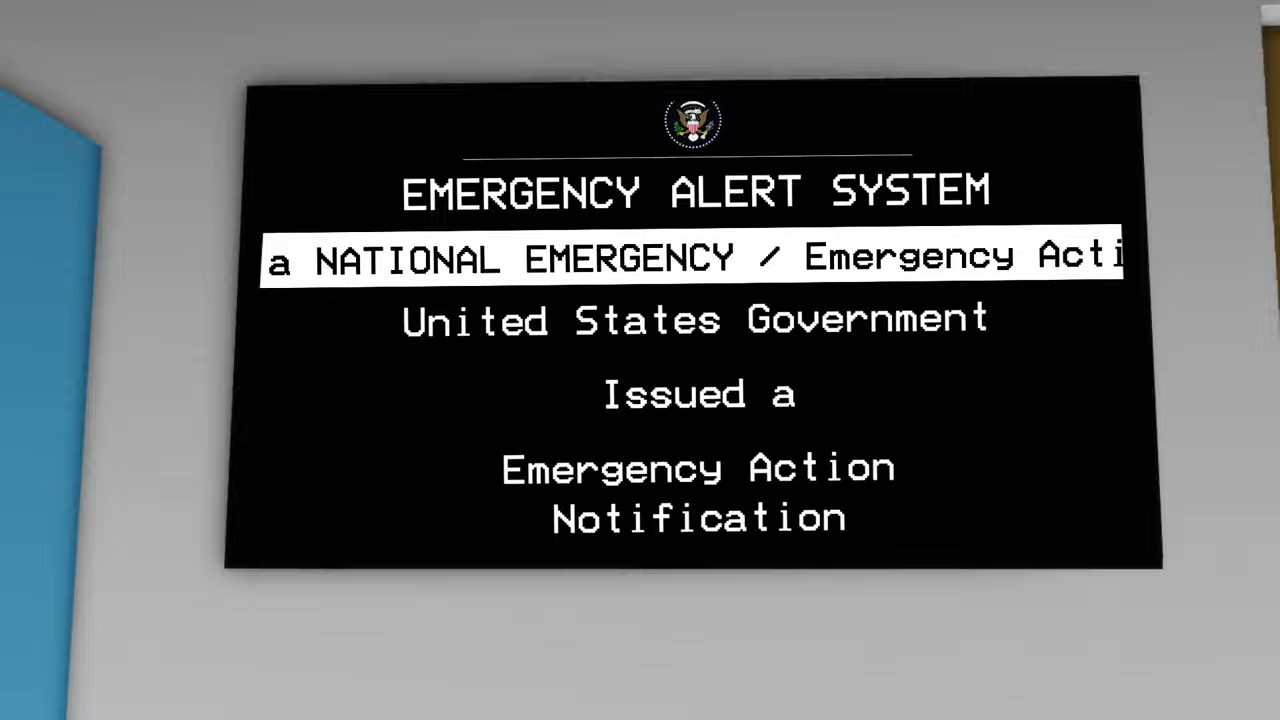 EMERGENCY ALERT SYSTEM
a NATIONAL EMERGENCY / Emergency Acti
United States Government
Issued a
Emergency Action
Notification